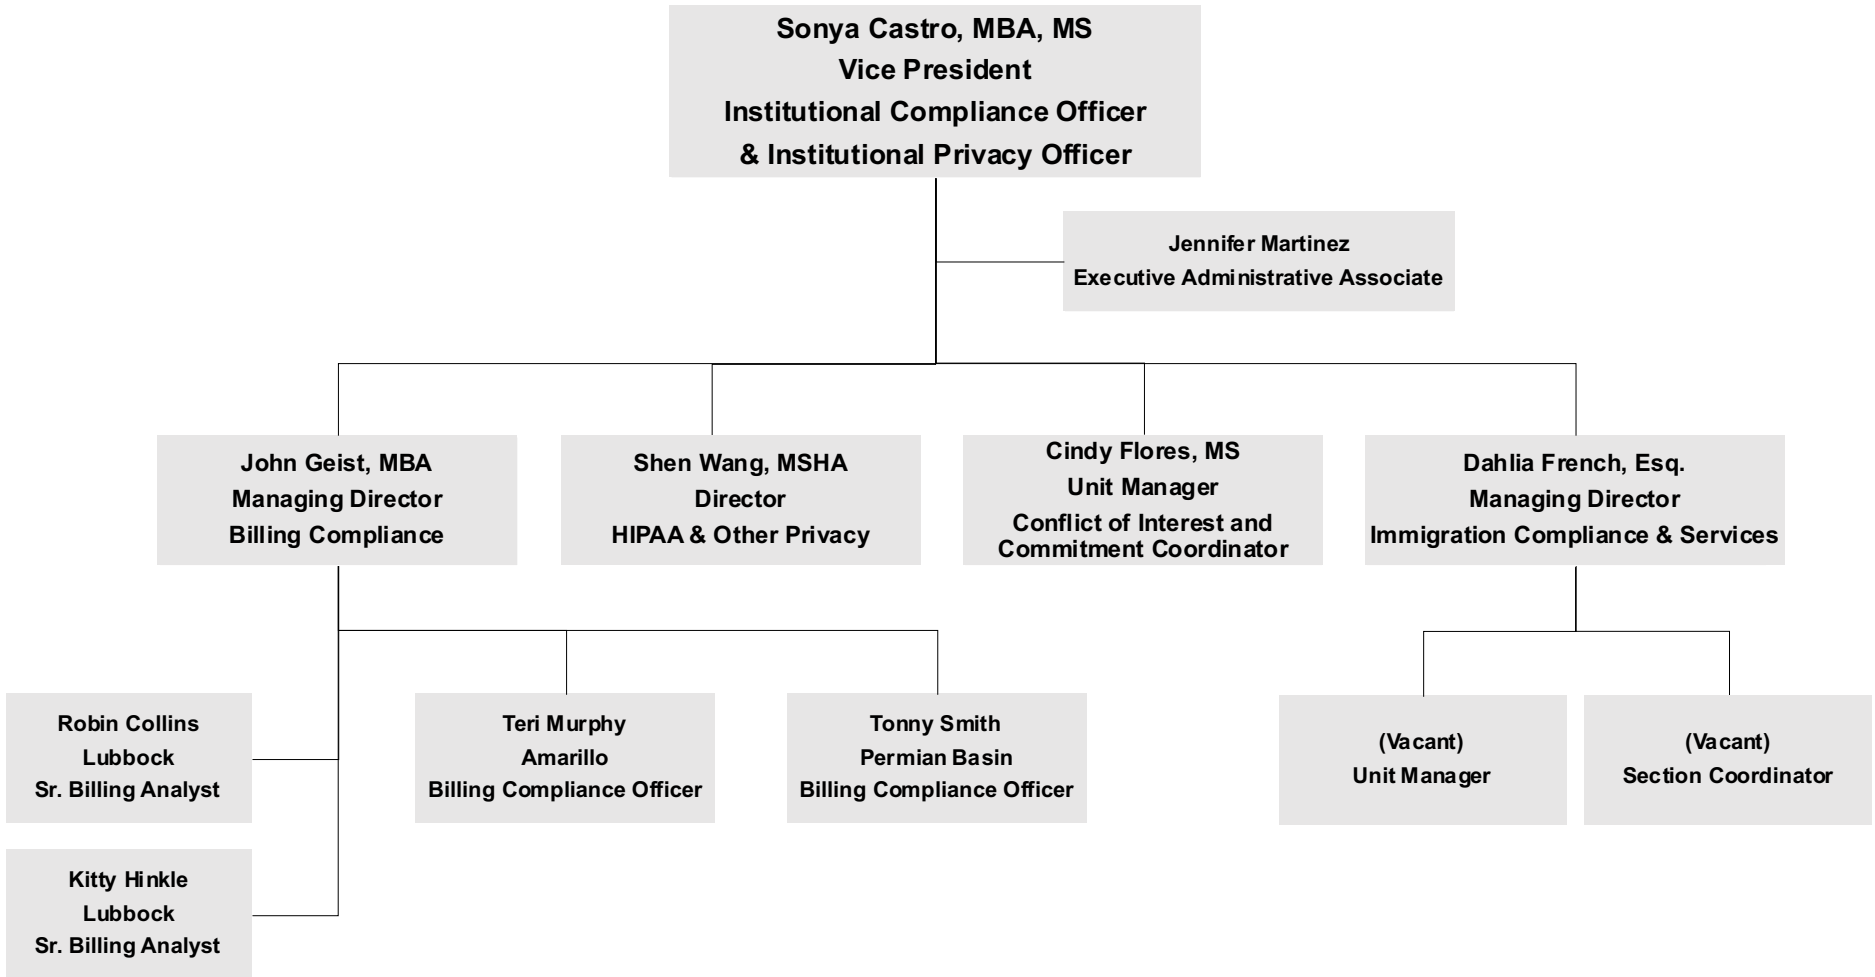 Sonya Castro, MBA, MS
Vice President
Institutional Compliance Officer
& Institutional Privacy Officer
Jennifer Martinez
Executive Administrative Associate
John Geist, MBA
Managing Director
Billing Compliance
Shen Wang, MSHA
Director
HIPAA & Other Privacy
Cindy Flores, MS
Unit Manager
Conflict of Interest and
Commitment Coordinator
Dahlia French, Esq.
Managing Director
Immigration Compliance & Services
Robin Collins
Lubbock
Sr. Billing Analyst
Teri Murphy
Amarillo
Billing Compliance Officer
Tonny Smith
Permian Basin
Billing Compliance Officer
(Vacant)
Unit Manager
(Vacant)
Section Coordinator
Kitty Hinkle
Lubbock
Sr. Billing Analyst